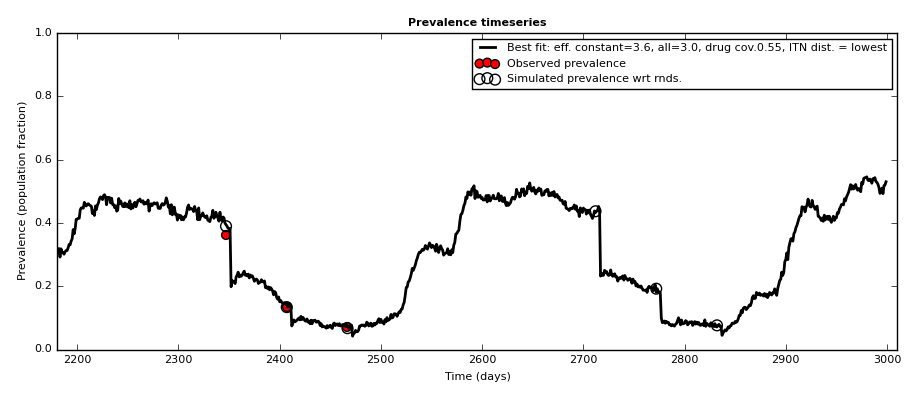 Prevalence timeseries
1.0
0.8
0.6
0.4
0.2
0.0
Prevalence (population fraction)
Best fit: eff. constant=3.6, all=3.0, drug cov.0.55, ITN dist. = lowest
Observed prevalence
Simulated prevalence wrt rnds.
2200 2300 2400 2500 2600 2700 2800 2900 3000
Time (days)